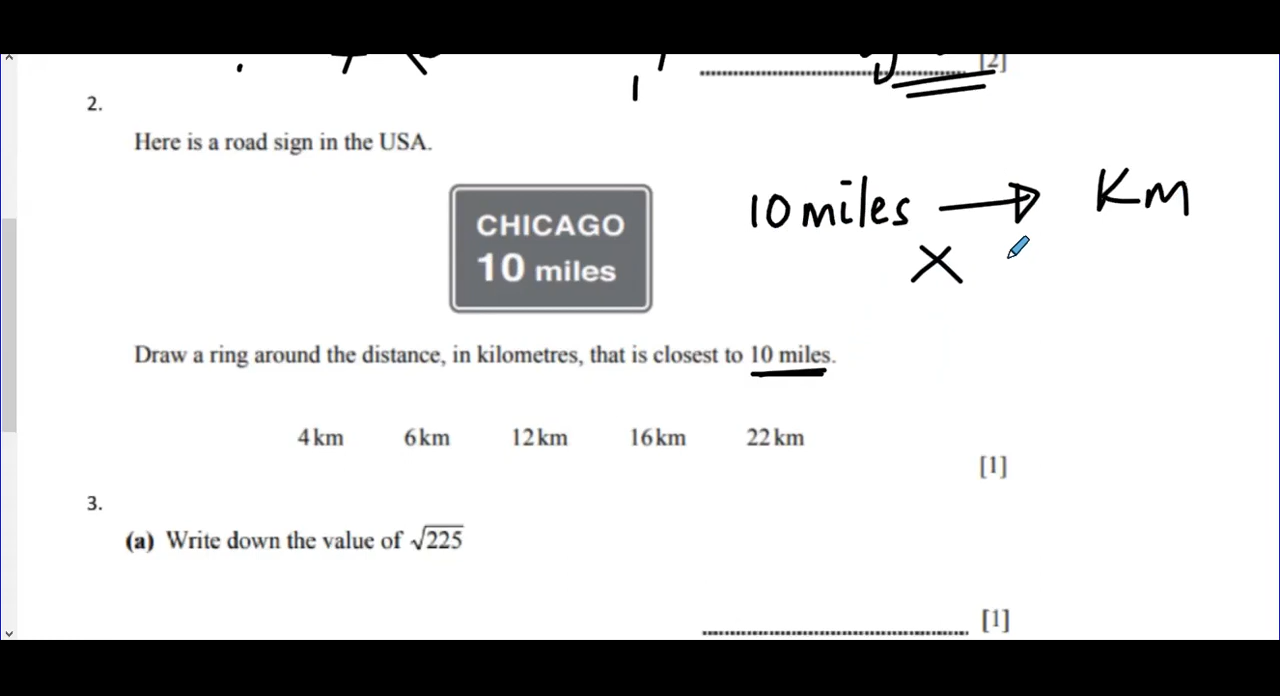 [2]
2.
Here is a road sign in the USA.
CHICAGO
10 miles
10 miles → Km
×
Draw a ring around the distance, in kilometres, that is closest to 10 miles.
4 km 6 km 12 km 16 km 22 km
[1]
3.
(a) Write down the value of √225
[1]